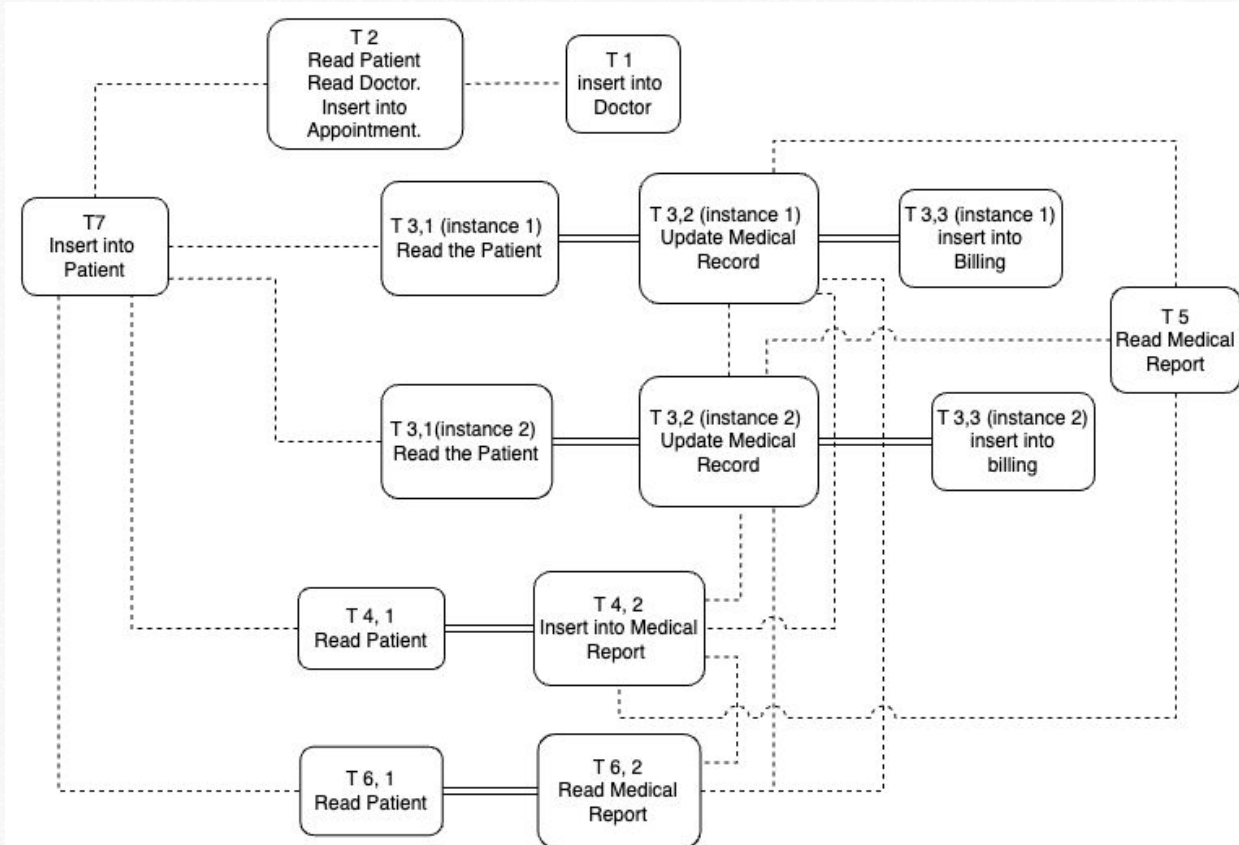 T 2
Read Patient
Read Doctor.
Insert into
Appointment.
T 1
insert into
Doctor
T7
Insert into
Patient
T 3,1 (instance 1)
Read the Patient
T 3,2 (instance 1)
Update Medical
Record
T 3,3 (instance 1)
insert into
Billing
T 5
Read Medical
Report
T 3,1(instance 2)
Read the Patient
T 3,2 (instance 2)
Update Medical
Record
T 3,3 (instance 2)
insert into
billing
T 4, 1
Read Patient
T 4, 2
Insert into Medical
Report
T 6, 1
Read Patient
T 6, 2
Read Medical
Report